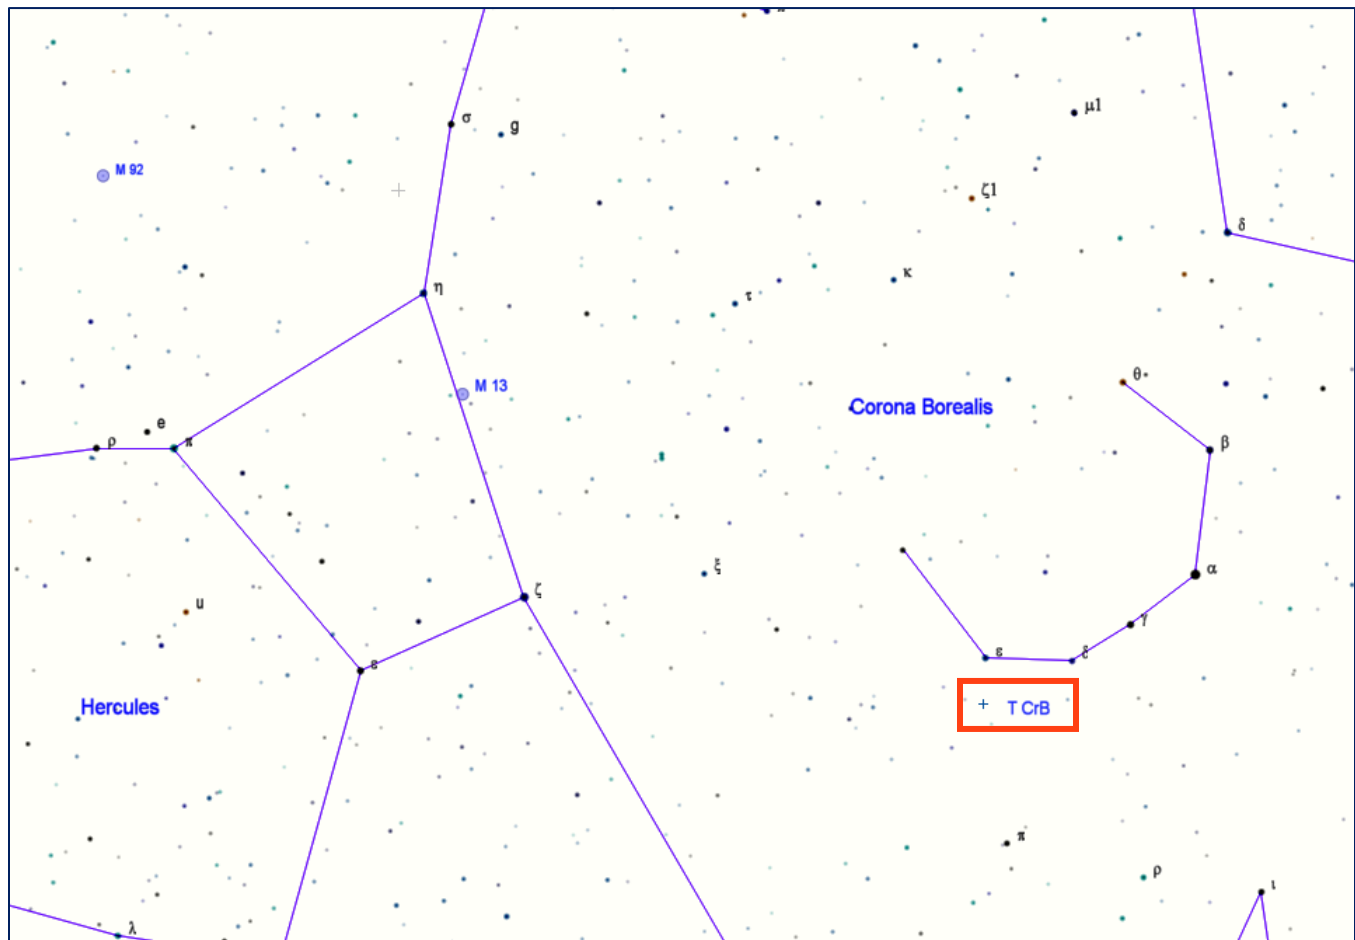 σ
g
μ1
M 92
ζ1
δ
η
κ
τ
M 13
θ
Corona Borealis
e
ρ
π
β
ξ
α
ζ
u
γ
ε
δ
ε
Hercules
T CrB
π
ρ
ι
λ